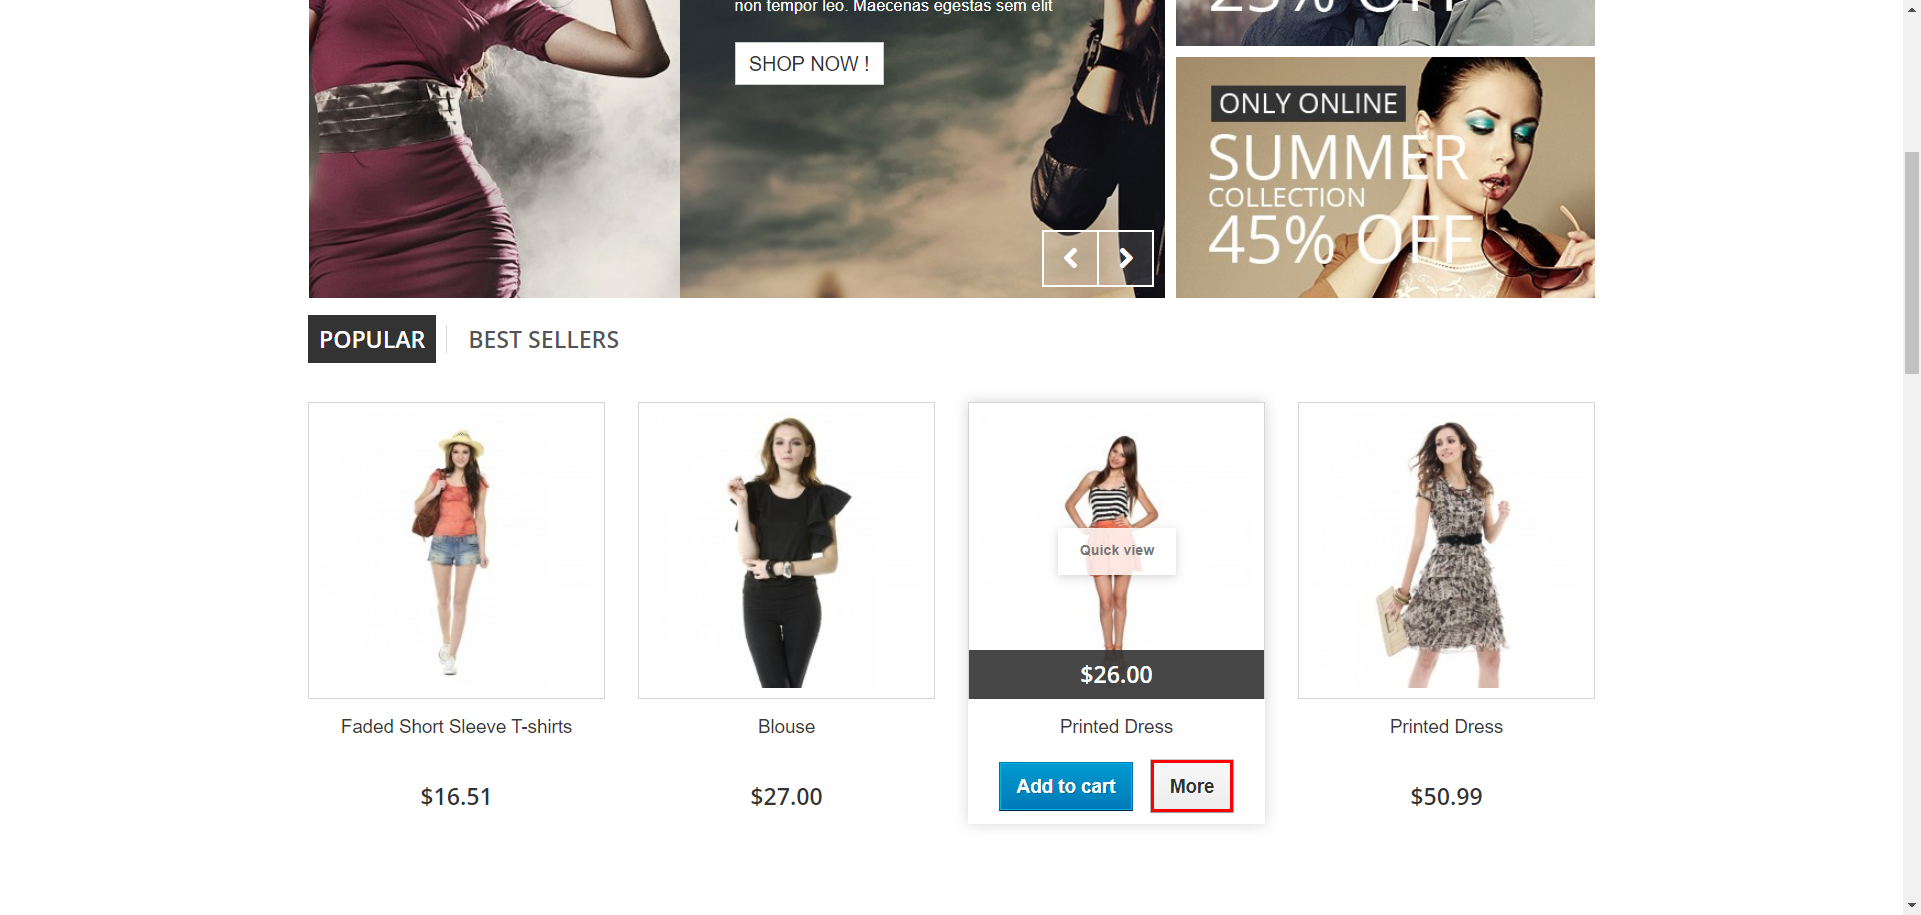 non tempor leo. Maecenas egestas sem elit
SHOP NOW !
25% OFF
ONLY ONLINE
SUMMER
COLLECTION
45% OFF
POPULAR
BEST SELLERS
Quick view
$26.00
Faded Short Sleeve T-shirts
Blouse
Printed Dress
Printed Dress
$16.51
$27.00
Add to cart
More
$50.99